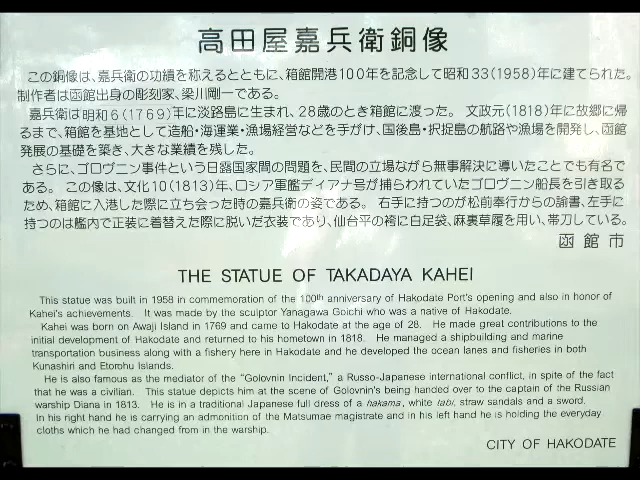 高田屋嘉兵衛銅像
この銅像は、嘉兵衛の功績を称えるとともに、箱館開港100年を記念して昭和33(1958)年に建てられた。
制作者は函館出身の彫刻家、梁川剛一である。
嘉兵衛は明和6(1769)年に淡路島に生まれ、28歳のとき箱館に渡った。 文政元(1818)年に故郷に帰
るまで、箱館を基地として造船・海運業・漁場経営などを手がけ、国後島・択捉島の航路や漁場を開発し、函館
発展の基礎を築き、大きな業績を残した。
さらに、ゴロヴニン事件という日露国家間の問題を、民間の立場ながら無事解決に導いたことでも有名で
ある。 この像は、文化10(1813)年、ロシア軍艦ディアナ号が捕らわれていたゴロヴニン船長を引き取る
ため、箱館に入港した際に立ち会った時の嘉兵衛の姿である。 右手に持つのが松前奉行からの諭書、左手に
持つのは艦内で正装に着替えた際に脱いだ衣装であり、仙台平の袴に白足袋、麻裏草履を用い、帯刀している。
函館市
THE STATUE OF TAKADAYA KAHEI
This statue was built in 1958 in commemoration of the 100th anniversary of Hakodate Port's opening and also in honor of
Kahei's achievements. It was made by the sculptor Yanagawa Goichi who was a native of Hakodate.
Kahei was born on Awaji Island in 1769 and came to Hakodate at the age of 28. He made great contributions to the
initial development of Hakodate and returned to his hometown in 1818. He managed a shipbuilding and marine
transportation business along with a fishery here in Hakodate and he developed the ocean lanes and fisheries in both
Kunashiri and Etorohu Islands.
He is also famous as the mediator of the "Golovnin Incident," a Russo-Japanese international conflict, in spite of the fact
that he was a civilian. This statue depicts him at the scene of Golovnin's being handed over to the captain of the Russian
warship Diana in 1813. He is in a traditional Japanese full dress of a hakama, white tabi, straw sandals and a sword.
In his right hand he is carrying an admonition of the Matsumae magistrate and in his left hand he is holding the everyday
cloths which he had changed from in the warship.
CITY OF HAKODATE